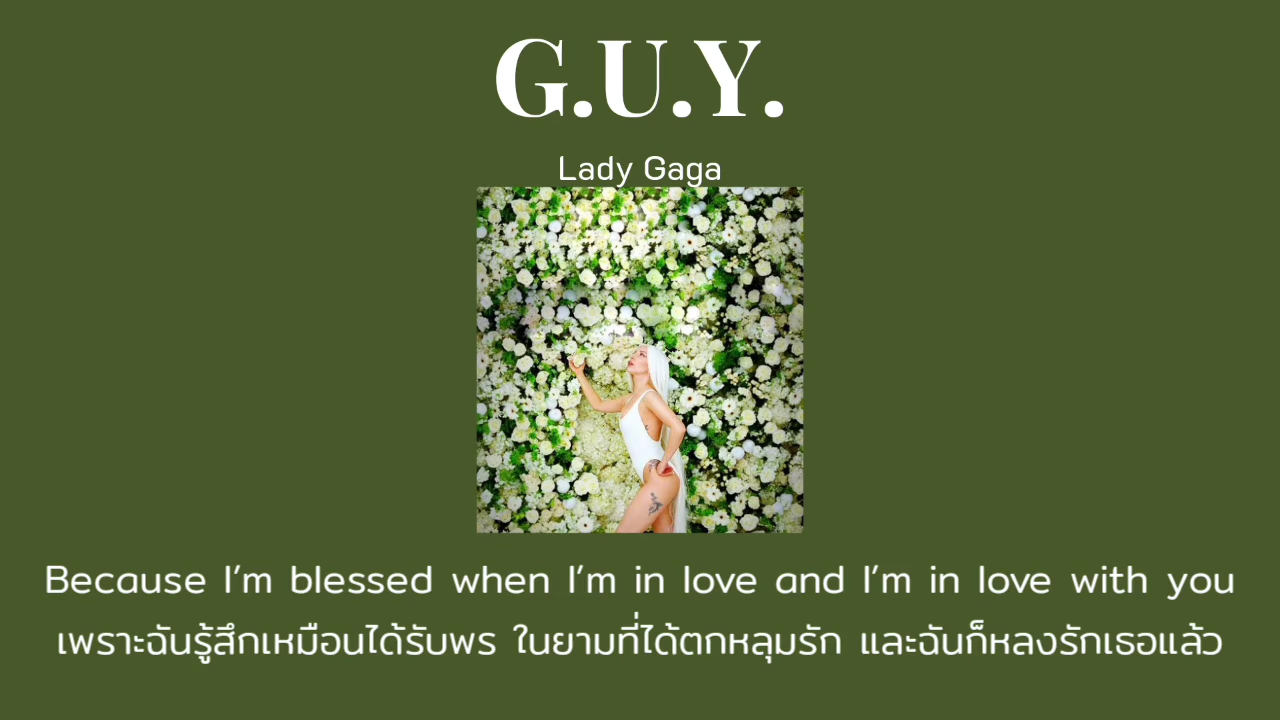 G.U.Y.
Lady Gaga
Because I’m blessed when I’m in love and I’m in love with you
เพราะฉันรู้สึกเหมือนได้รับพร ในยามที่ได้ตกหลุมรัก และฉันก็หลงรักเธอแล้ว